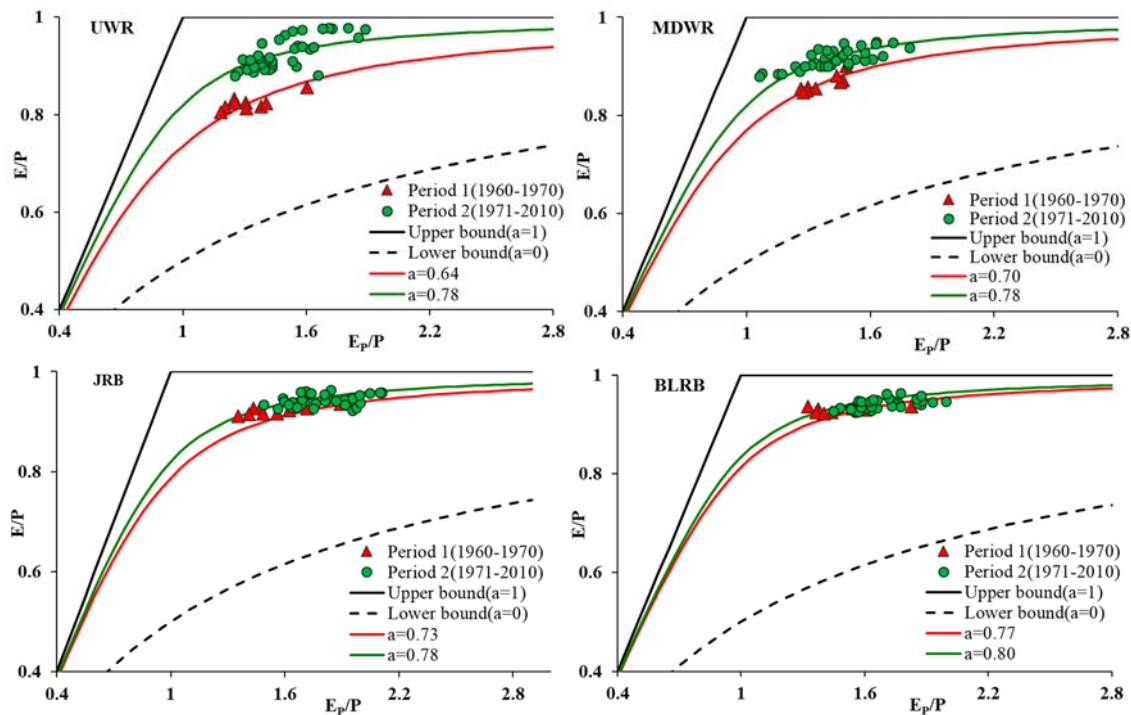 UWR
E/P
1
0.8
0.6
0.4
0.4 1 1.6 2.2 2.8
E_P/P
Period 1(1960-1970)
Period 2(1971-2010)
Upper bound(a=1)
Lower bound(a=0)
a=0.64
a=0.78
MDWR
E/P
1
0.8
0.6
0.4
0.4 1 1.6 2.2 2.8
E_P/P
Period 1(1960-1970)
Period 2(1971-2010)
Upper bound(a=1)
Lower bound(a=0)
a=0.70
a=0.78
JRB
E/P
1
0.8
0.6
0.4
0.4 1 1.6 2.2 2.8
E_P/P
Period 1(1960-1970)
Period 2(1971-2010)
Upper bound(a=1)
Lower bound(a=0)
a=0.73
a=0.78
BLRB
E/P
1
0.8
0.6
0.4
0.4 1 1.6 2.2 2.8
E_P/P
Period 1(1960-1970)
Period 2(1971-2010)
Upper bound(a=1)
Lower bound(a=0)
a=0.77
a=0.80